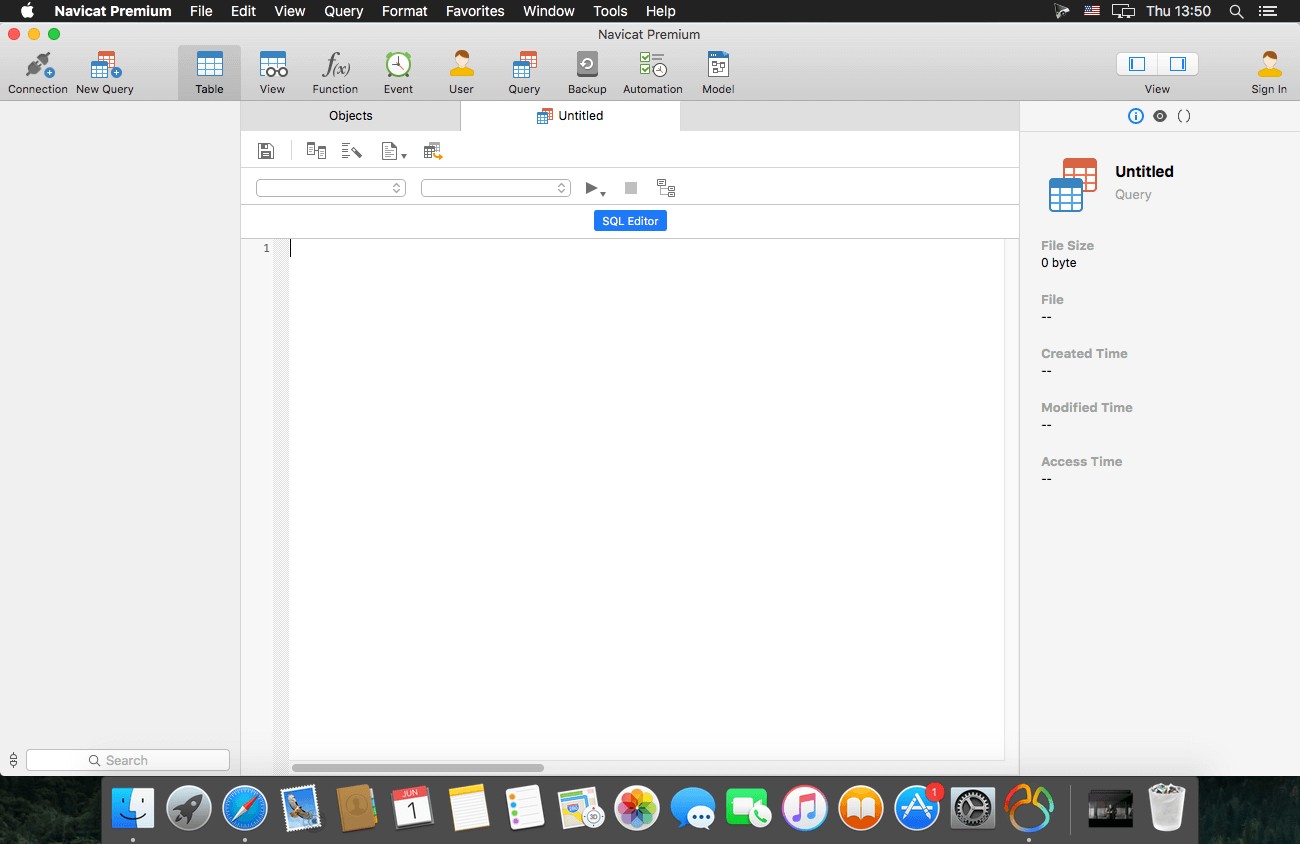 Navicat Premium File Edit View Query Format Favorites Window Tools Help Thu 13:50
Navicat Premium
Connection New Query Table View Function Event User Query Backup Automation Model View Sign In
f(x)
Objects Untitled
SQL Editor
1
Untitled
Query
File Size
0 byte
File
--
Created Time
--
Modified Time
--
Access Time
--
Search
JUN
1
280
3D
1